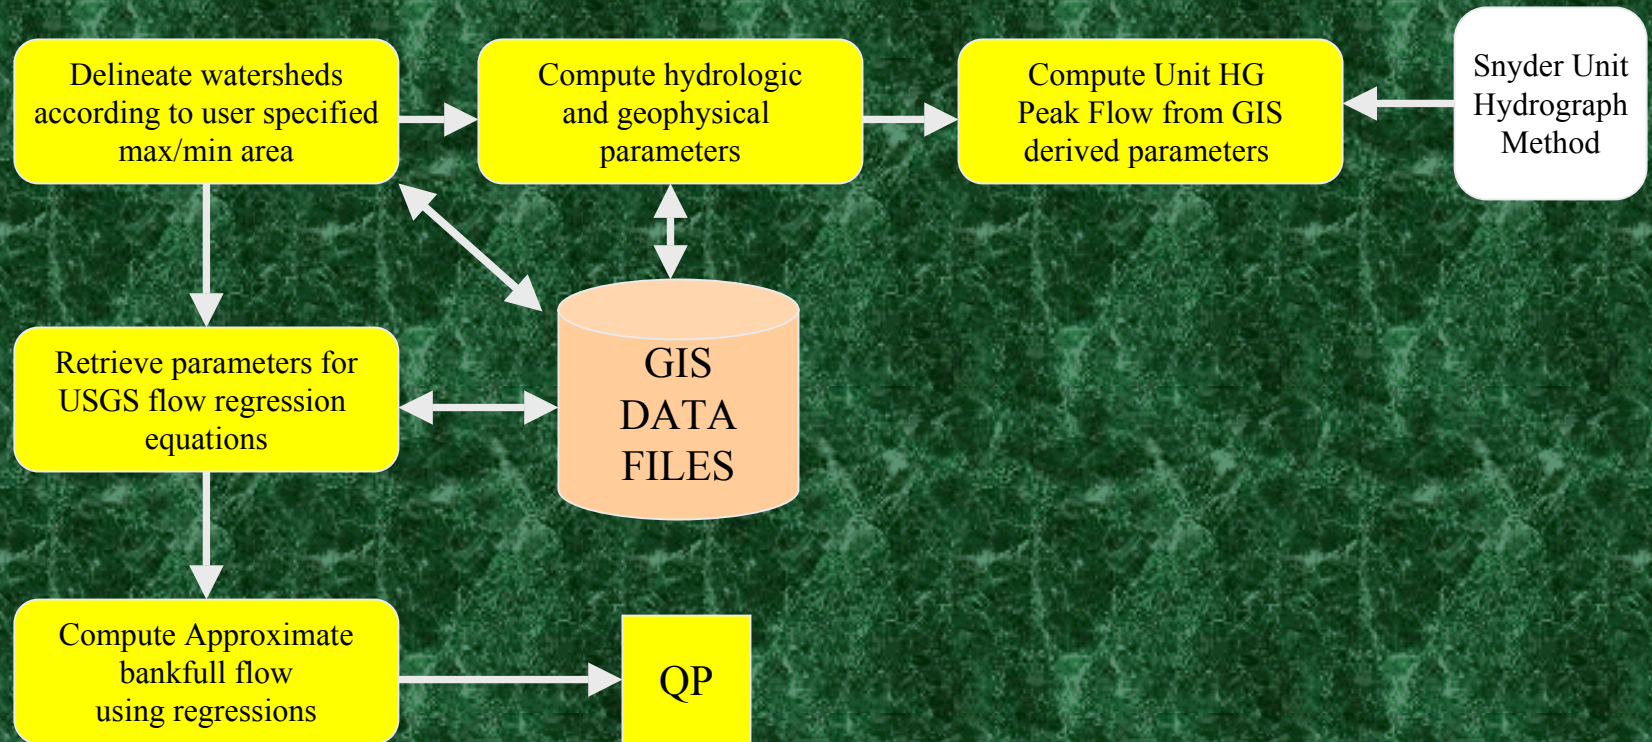 Delineate watersheds
according to user specified
max/min area
Compute hydrologic
and geophysical
parameters
Compute Unit HG
Peak Flow from GIS
derived parameters
Snyder Unit
Hydrograph
Method
Retrieve parameters for
USGS flow regression
equations
GIS
DATA
FILES
Compute Approximate
bankfull flow
using regressions
QP